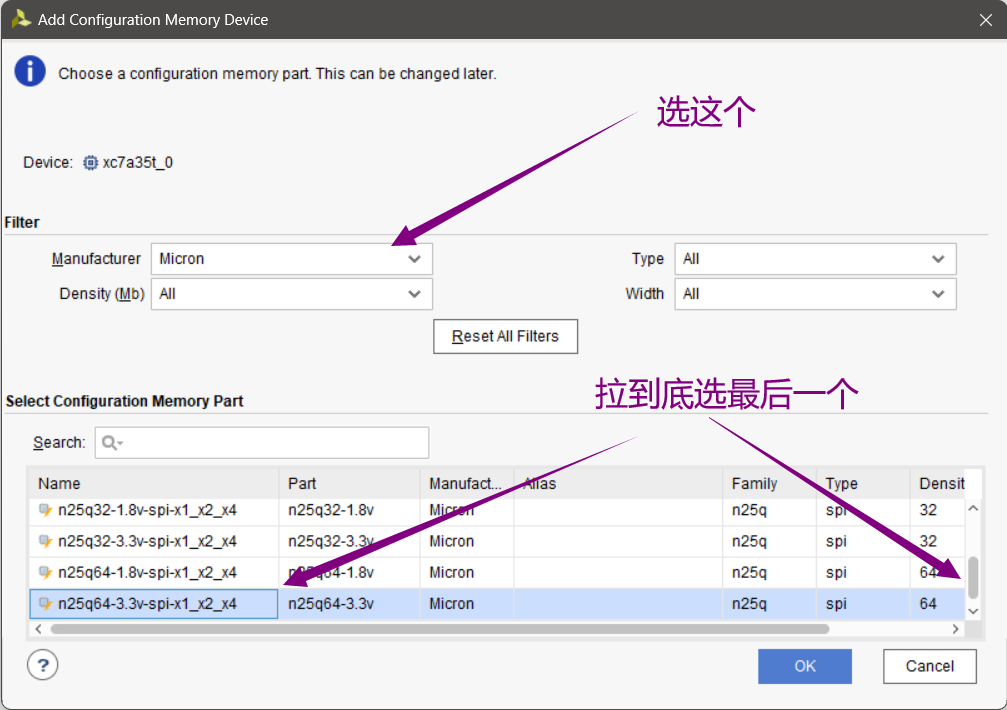 Add Configuration Memory Device
Choose a configuration memory part. This can be changed later.
选这个
Device: xc7a35t_0
Filter
Manufacturer Micron Type All
Density (Mb) All Width All
Reset All Filters
拉到底选最后一个
Select Configuration Memory Part
Search:
Name Part Manufact... Alias Family Type Densit
n25q32-1.8v-spi-x1_x2_x4 n25q32-1.8v Micron n25q spi 32
n25q32-3.3v-spi-x1_x2_x4 n25q32-3.3v Micron n25q spi 32
n25q64-1.8v-spi-x1_x2_x4 n25q64-1.8v Micron n25q spi 64
n25q64-3.3v-spi-x1_x2_x4 n25q64-3.3v Micron n25q spi 64
? OK Cancel